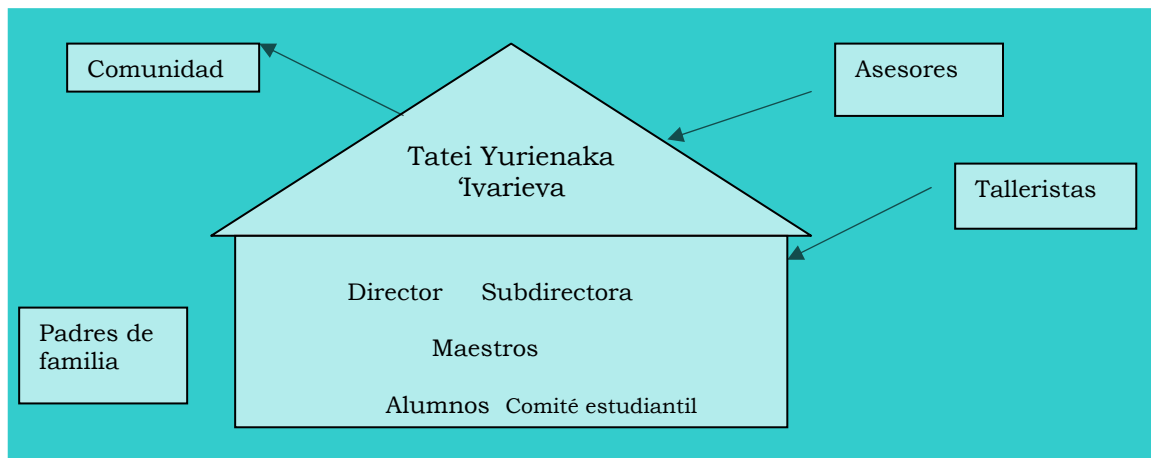 Comunidad
Asesores
Tatei Yurienaka
‘Ivarieva
Talleristas
Director Subdirectora
Padres de
familia
Maestros
Alumnos Comité estudiantil